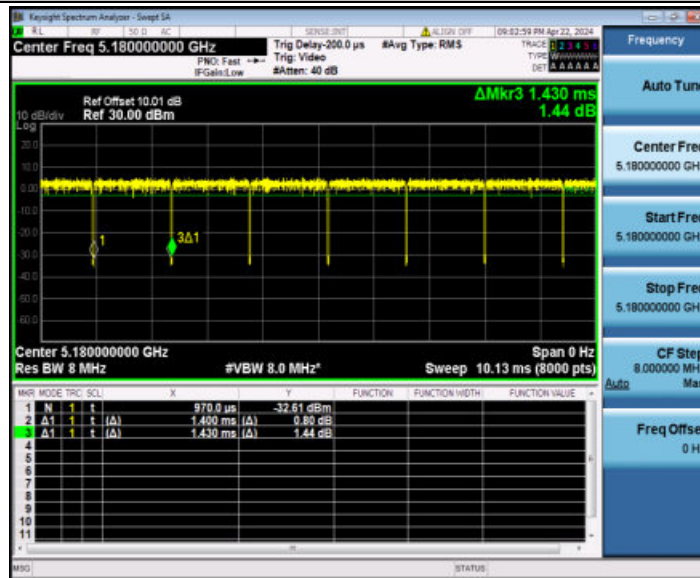 Keysight Spectrum Analyzer - Swept SA
RL RF 50 Ω AC SENSE:INT ALIGN OFF 09:02:59 PM Apr 22, 2024
Center Freq 5.180000000 GHz
PNO: Fast
IFGain:Low
Trig Delay-200.0 µs
Trig: Video
#Atten: 40 dB
#Avg Type: RMS
TRACE 1 2 3 4 5 6
TYPE
DET A A A A A A
Frequency
Auto Tune
Center Freq
5.180000000 GH
Start Freq
5.180000000 GH
Stop Freq
5.180000000 GH
CF Step
8.000000 MH
Auto Man
Freq Offset
0 H
Ref Offset 10.01 dB
10 dB/div Ref 30.00 dBm
Log
ΔMkr3 1.430 ms
1.44 dB
20.0
10.0
0.00
-10.0
-20.0
-30.0
-40.0
-50.0
-60.0
1
3Δ1
Center 5.180000000 GHz Span 0 Hz
Res BW 8 MHz #VBW 8.0 MHz* Sweep 10.13 ms (8000 pts)
MKR MODE TRC SCL X Y FUNCTION FUNCTION WIDTH FUNCTION VALUE
1 N 1 t 970.0 µs -32.61 dBm
2 Δ1 1 t (Δ) 1.400 ms (Δ) 0.80 dB
3 Δ1 1 t (Δ) 1.430 ms (Δ) 1.44 dB
4
5
6
7
8
9
10
11
MSG STATUS